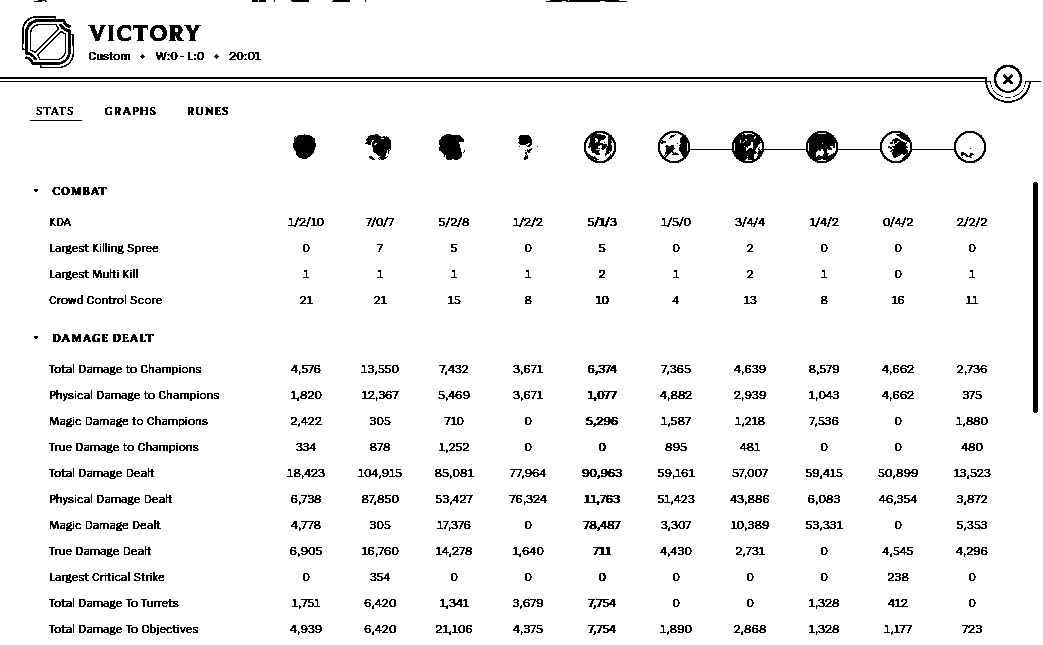 VICTORY
Custom • W:0 - L:0 • 20:01
STATS GRAPHS RUNES
COMBAT
KDA 1/2/10 7/0/7 5/2/8 1/2/2 5/1/3 1/5/0 3/4/4 1/4/2 0/4/2 2/2/2
Largest Killing Spree 0 7 5 0 5 0 2 0 0 0
Largest Multi Kill 1 1 1 1 2 1 2 1 0 1
Crowd Control Score 21 21 15 8 10 4 13 8 16 11
DAMAGE DEALT
Total Damage to Champions 4,576 13,550 7,432 3,671 6,374 7,365 4,639 8,579 4,662 2,736
Physical Damage to Champions 1,820 12,367 5,469 3,671 1,077 4,882 2,939 1,043 4,662 375
Magic Damage to Champions 2,422 305 710 0 5,296 1,587 1,218 7,536 0 1,880
True Damage to Champions 334 878 1,252 0 0 895 481 0 0 480
Total Damage Dealt 18,423 104,915 85,081 77,964 90,963 59,161 57,007 59,415 50,899 13,523
Physical Damage Dealt 6,738 87,850 53,427 76,324 11,763 51,423 43,886 6,083 46,354 3,872
Magic Damage Dealt 4,778 305 17,376 0 78,487 3,307 10,389 53,331 0 5,353
True Damage Dealt 6,905 16,760 14,278 1,640 711 4,430 2,731 0 4,545 4,296
Largest Critical Strike 0 354 0 0 0 0 0 0 238 0
Total Damage To Turrets 1,751 6,420 1,341 3,679 7,754 0 0 1,328 412 0
Total Damage To Objectives 4,939 6,420 21,106 4,375 7,754 1,890 2,868 1,328 1,177 723